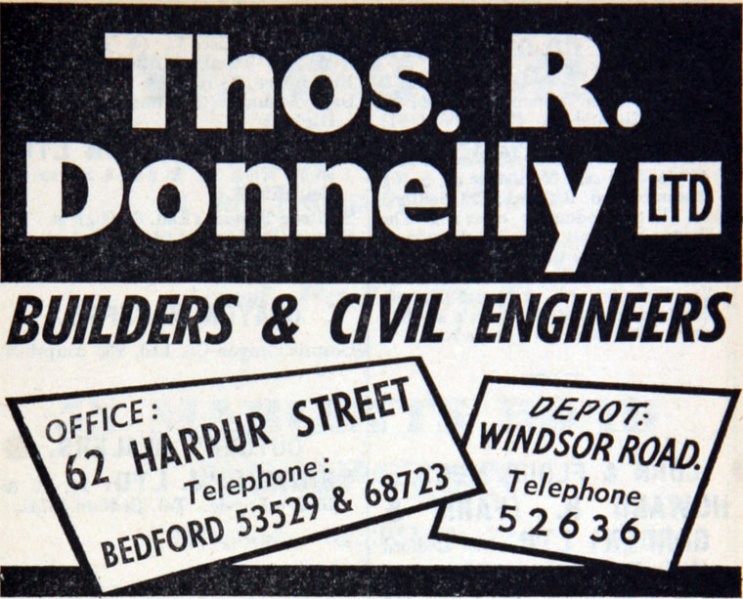 Thos. R.
Donnelly LTD
BUILDERS & CIVIL ENGINEERS
OFFICE:
62 HARPUR STREET
Telephone:
BEDFORD 53529 & 68723
DEPOT:
WINDSOR ROAD.
Telephone
52636